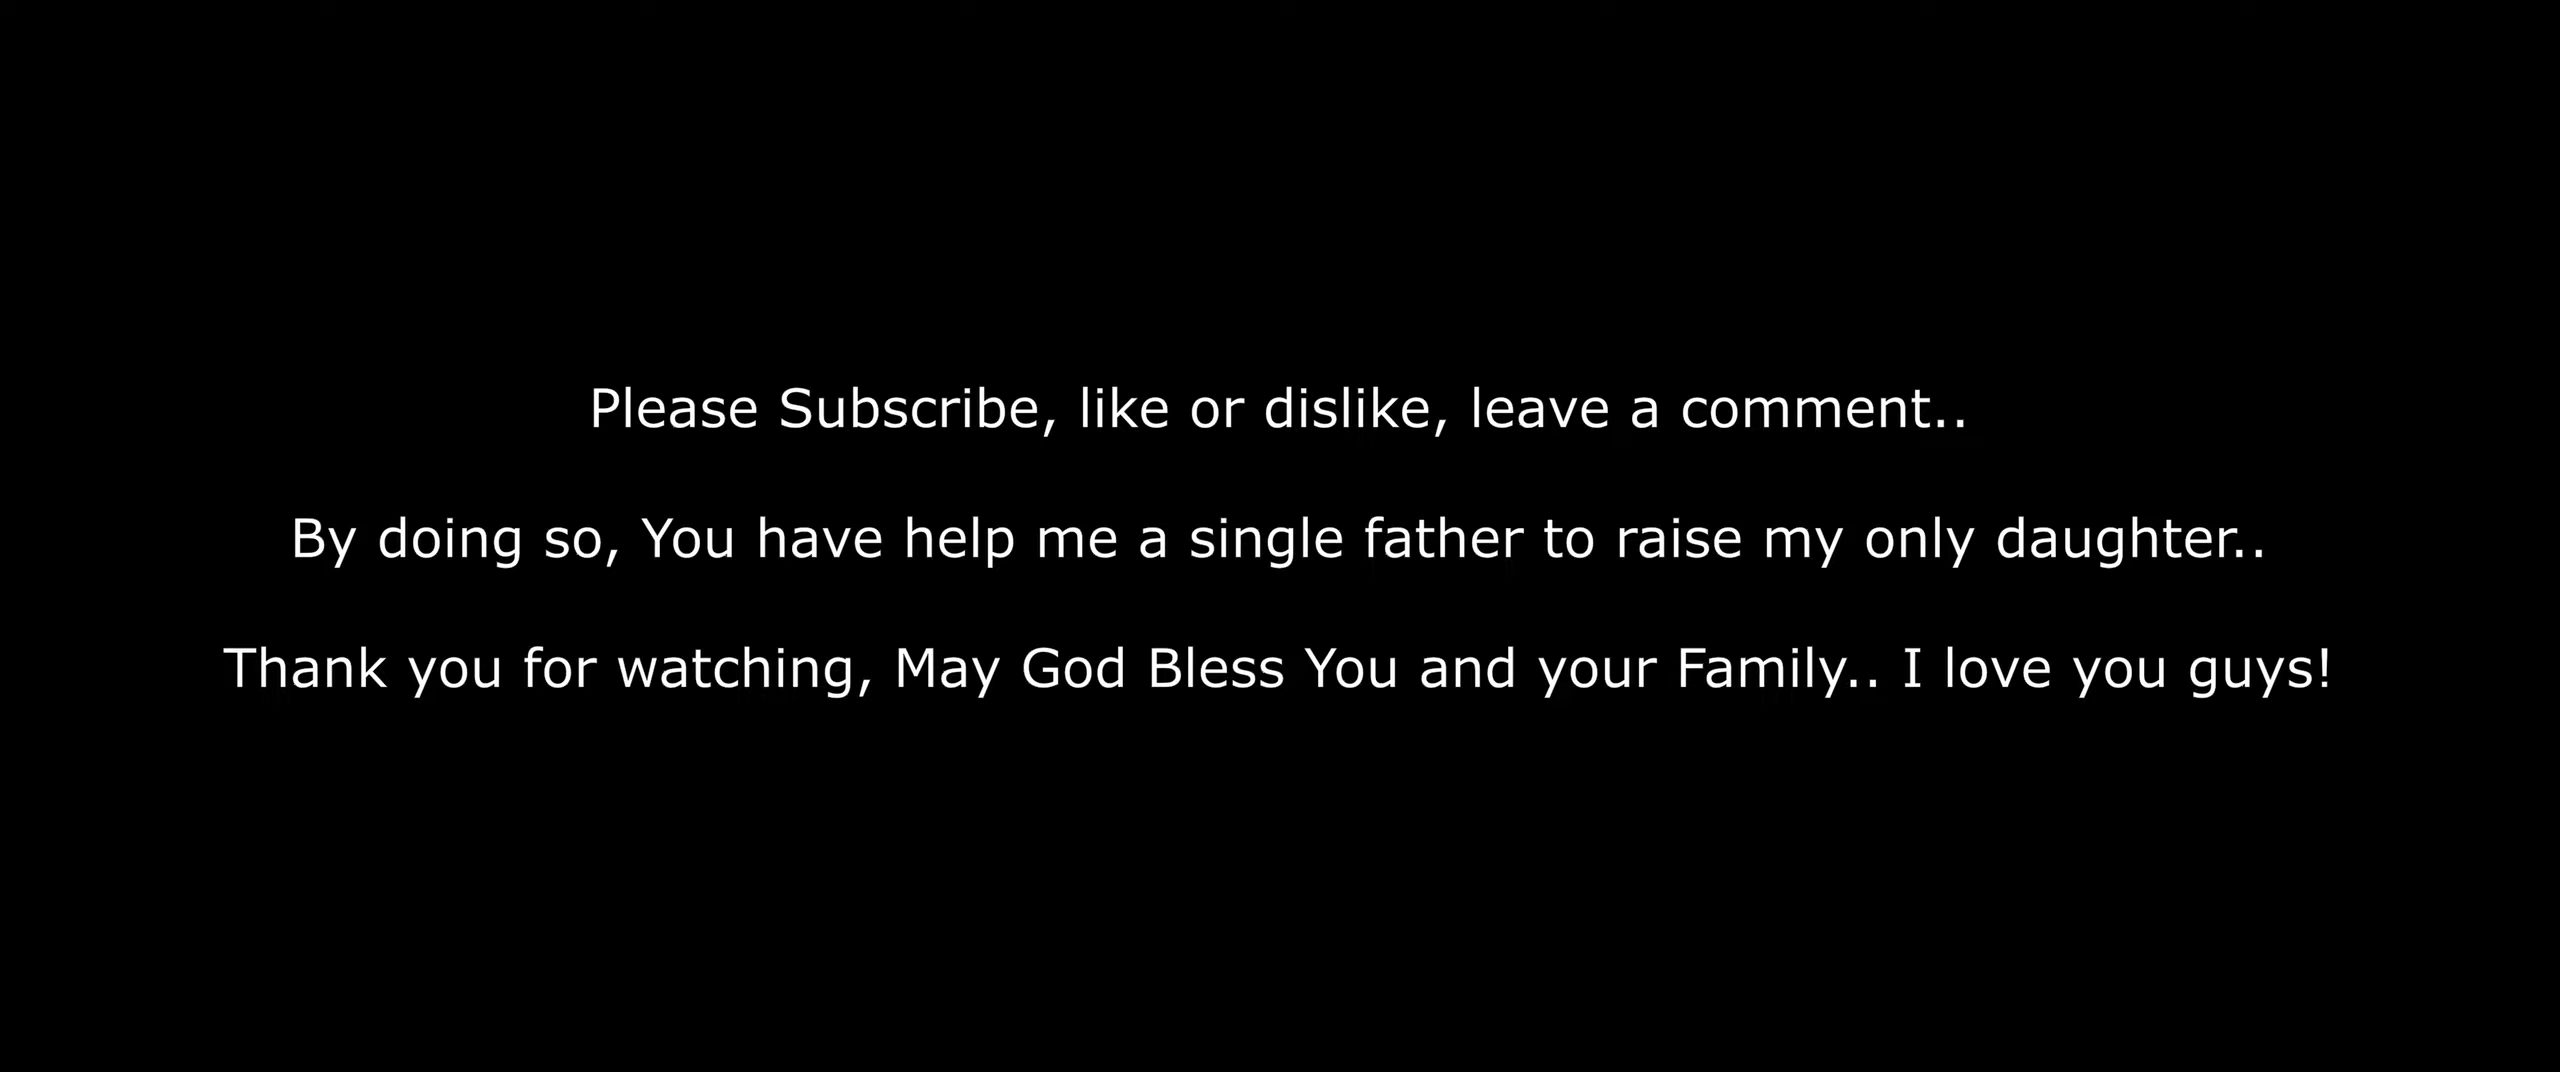 Please Subscribe, like or dislike, leave a comment..
By doing so, You have help me a single father to raise my only daughter..
Thank you for watching, May God Bless You and your Family.. I love you guys!